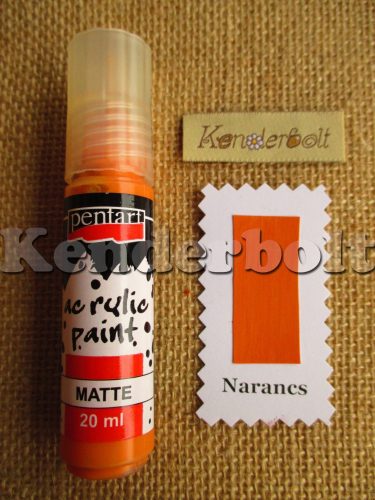 Kenderbolt
pentart
Kenderbolt
acrylic
paint
MATTE
20 ml
Narancs